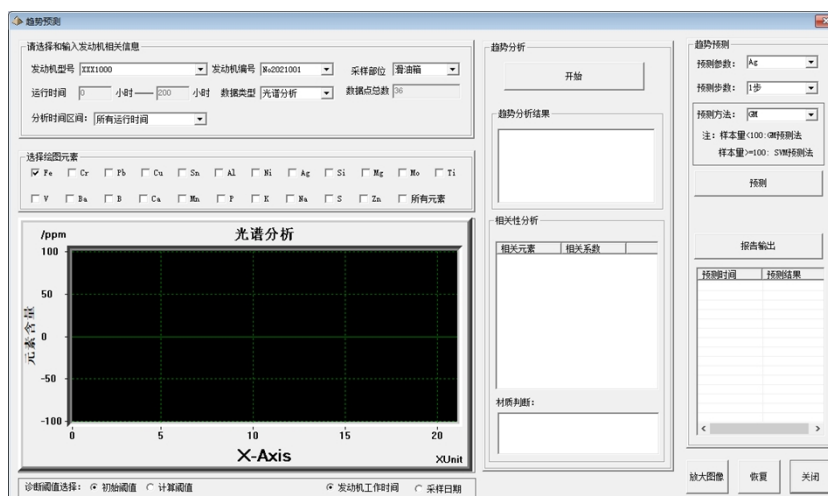 趋势预测
请选择和输入发动机相关信息
发动机型号 XXX1000 发动机编号 No2021001 采样部位 滑油箱
运行时间 0 小时 —— 200 小时 数据类型 光谱分析 数据点总数 36
分析时间区间: 所有运行时间
选择绘图元素
Fe Cr Pb Cu Sn Al Ni Ag Si Mg Mo Ti
V Ba B Ca Mn P K Na S Zn 所有元素
/ppm 光谱分析
100
50
0
-50
-100
元素含量
0 5 10 15 20
X-Axis XUnit
诊断阈值选择: 初始阈值 计算阈值 发动机工作时间 采样日期
趋势分析
开始
趋势分析结果
相关性分析
相关元素 相关系数
材质判断:
趋势预测
预测参数: Ag
预测步数: 1步
预测方法: GM
注: 样本量<100:GM预测法
样本量>=100: SVM预测法
预测
报告输出
预测时间 预测结果
放大图像 恢复 关闭